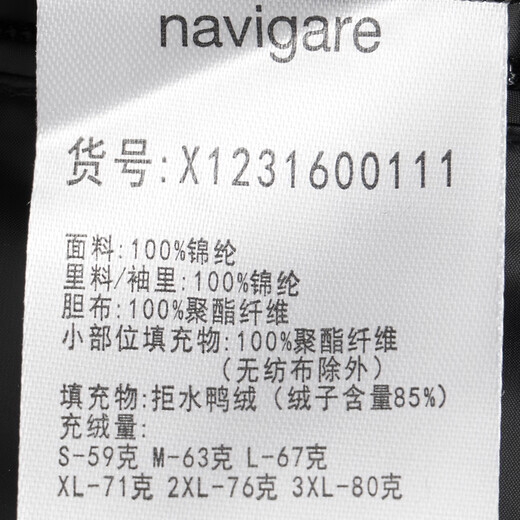 navigare
货号:X1231600111
面料:100%锦纶
里料/袖里:100%锦纶
胆布:100%聚酯纤维
小部位填充物:100%聚酯纤维
(无纺布除外)
填充物:拒水鸭绒(绒子含量85%)
充绒量:
S-59克 M-63克 L-67克
XL-71克 2XL-76克 3XL-80克